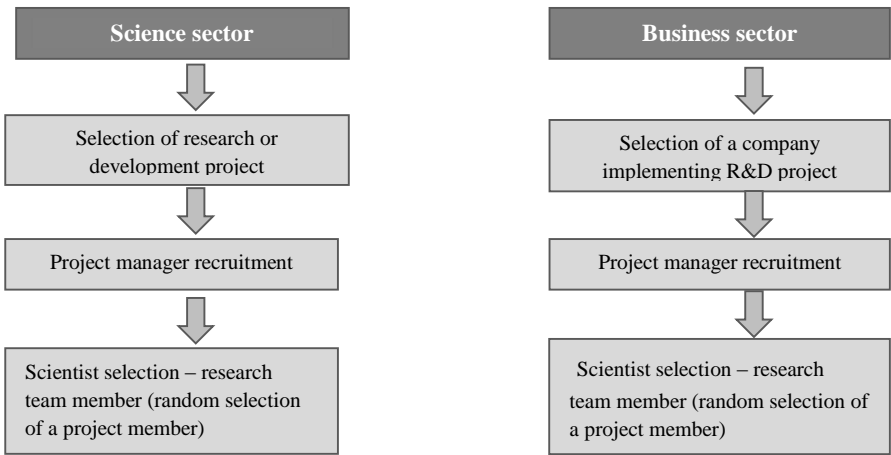 Science sector
Selection of research or
development project
Project manager recruitment
Scientist selection – research
team member (random selection
of a project member)
Business sector
Selection of a company
implementing R&D project
Project manager recruitment
Scientist selection – research
team member (random selection of
a project member)